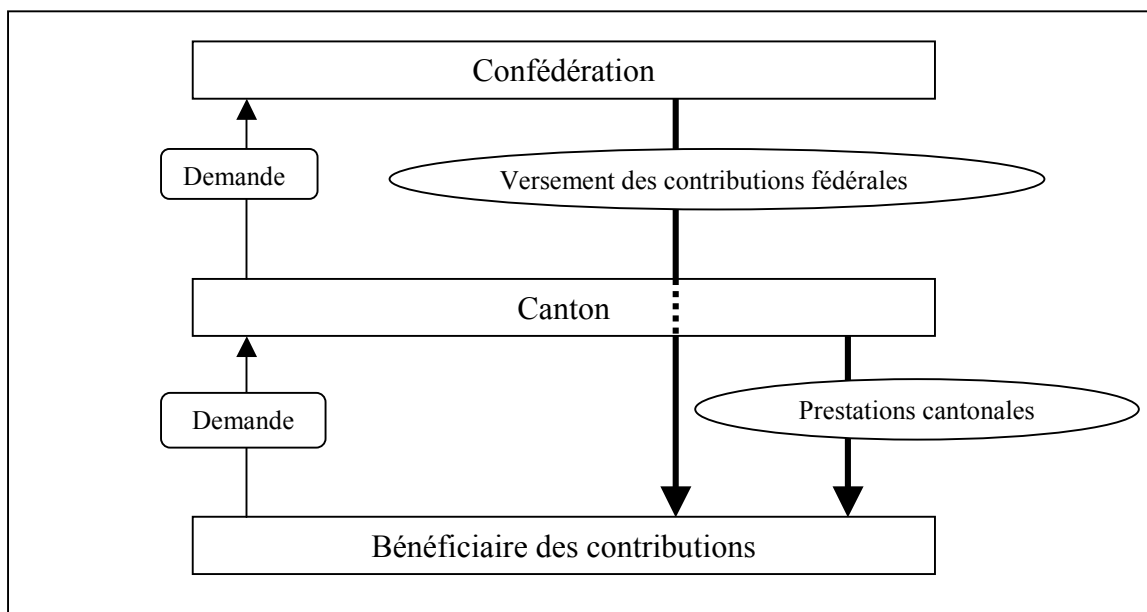 Confédération
Demande
Versement des contributions fédérales
Canton
Demande
Prestations cantonales
Bénéficiaire des contributions